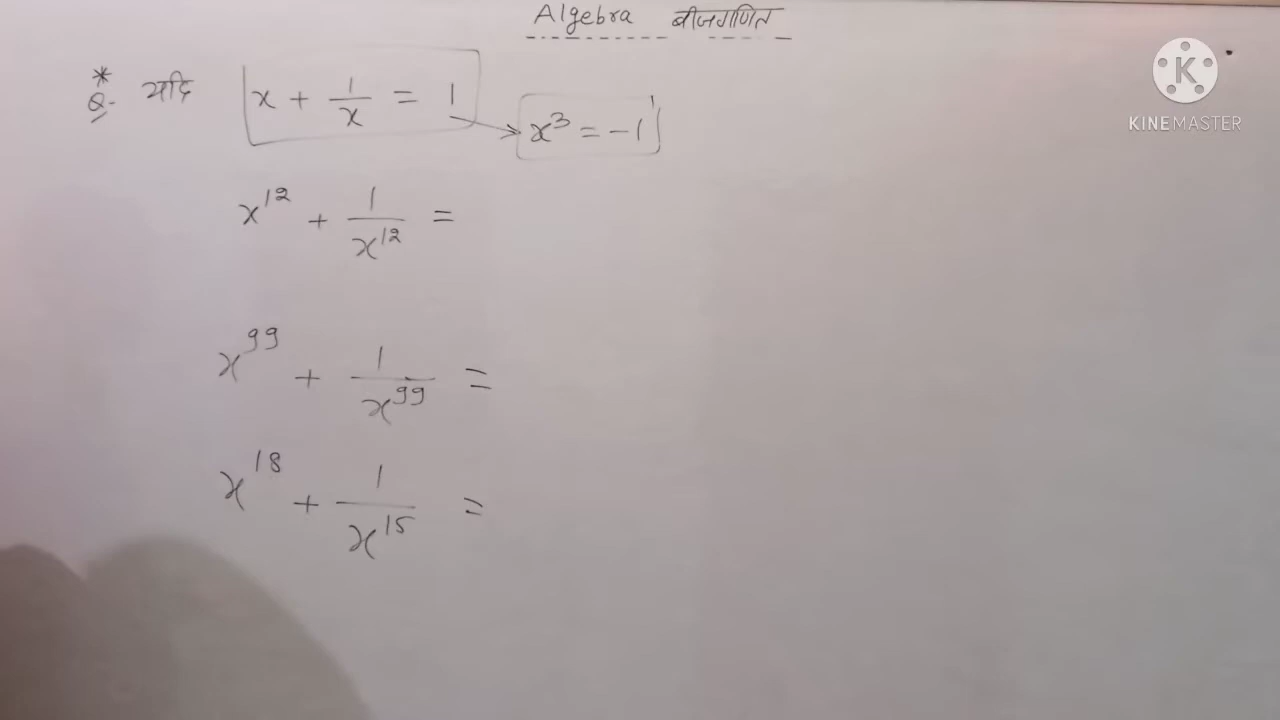 Algebra बीजगणित
K
KINEMASTER
* Q- यदि x + 1/x = 1 → x³ = -1
x¹² + 1/x¹² =
x⁹⁹ + 1/x⁹⁹ =
x¹⁸ + 1/x¹⁵ =